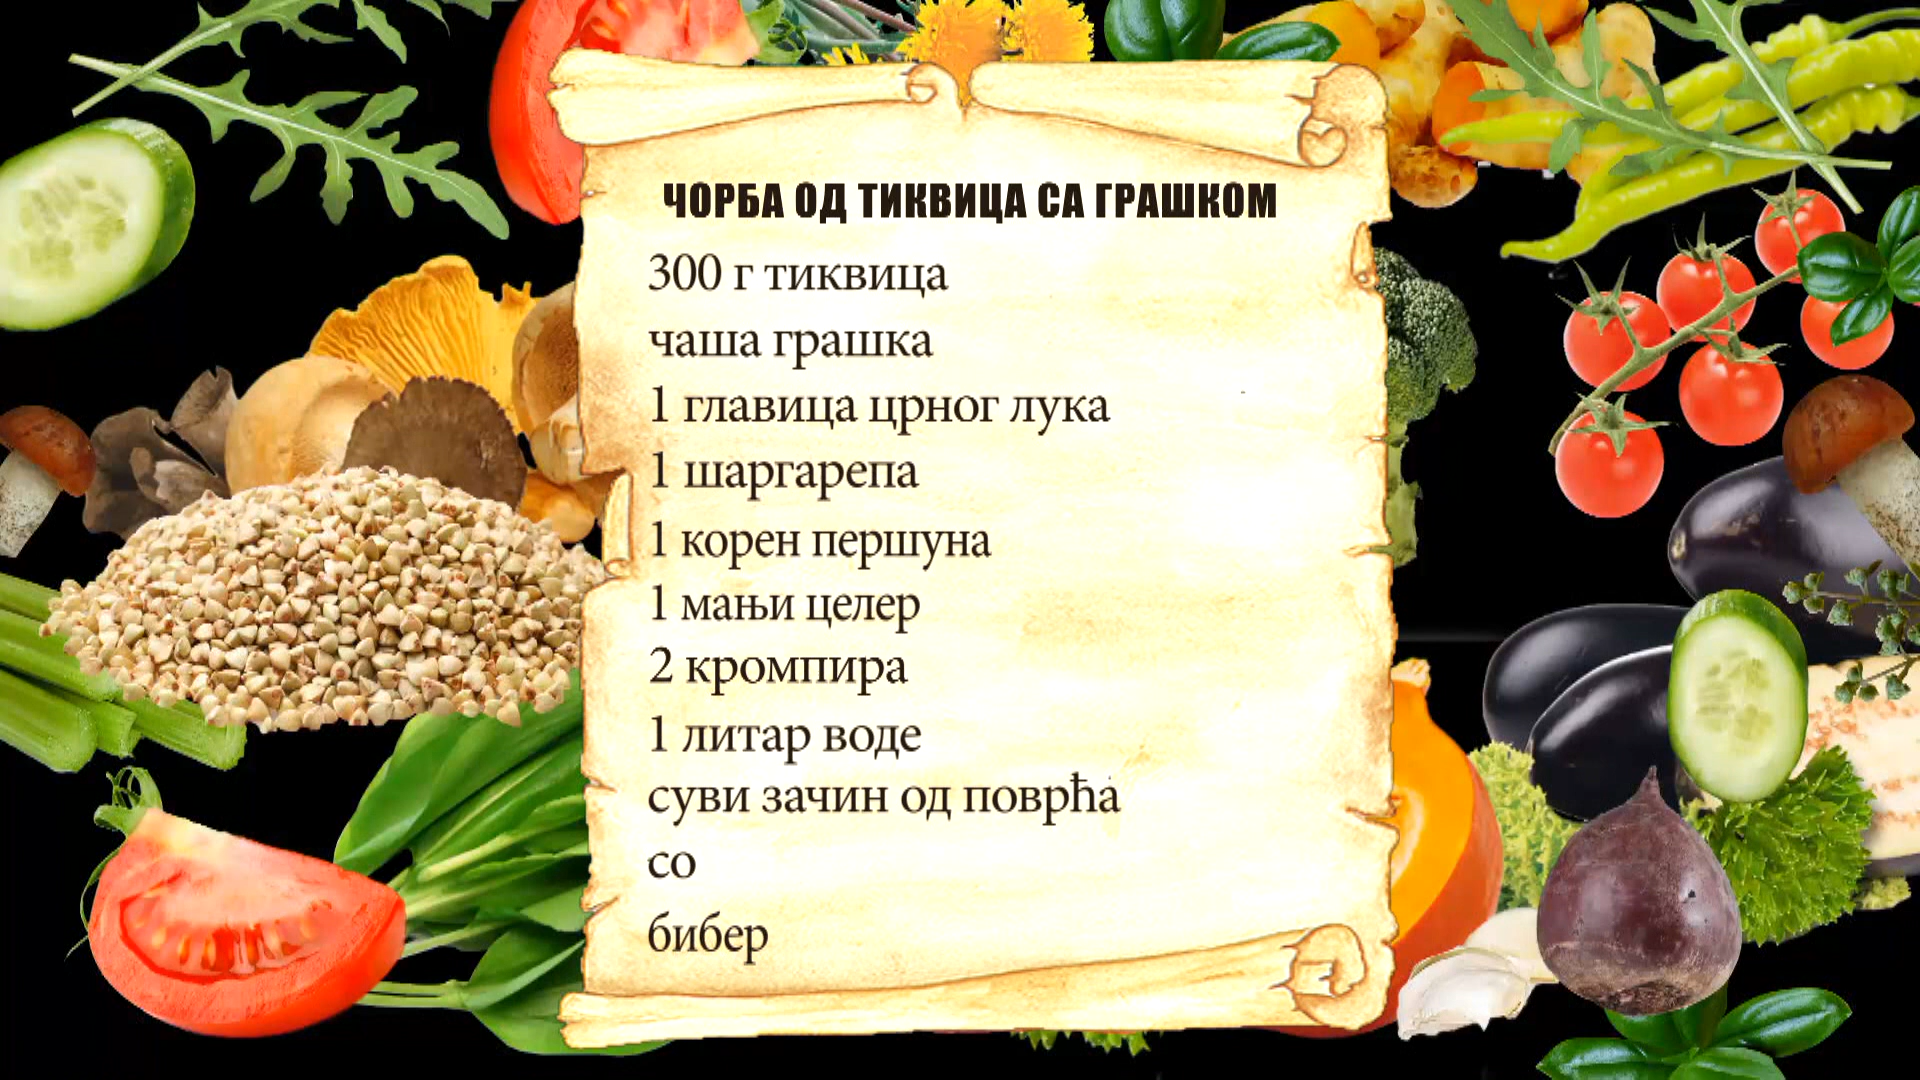 ЧОРБА ОД ТИКВИЦА СА ГРАШКОМ
300 г тиквица
чаша грашка
1 главица црног лука
1 шаргарепа
1 корен першуна
1 мањи целер
2 кромпира
1 литар воде
суви зачин од поврћа
со
бибер